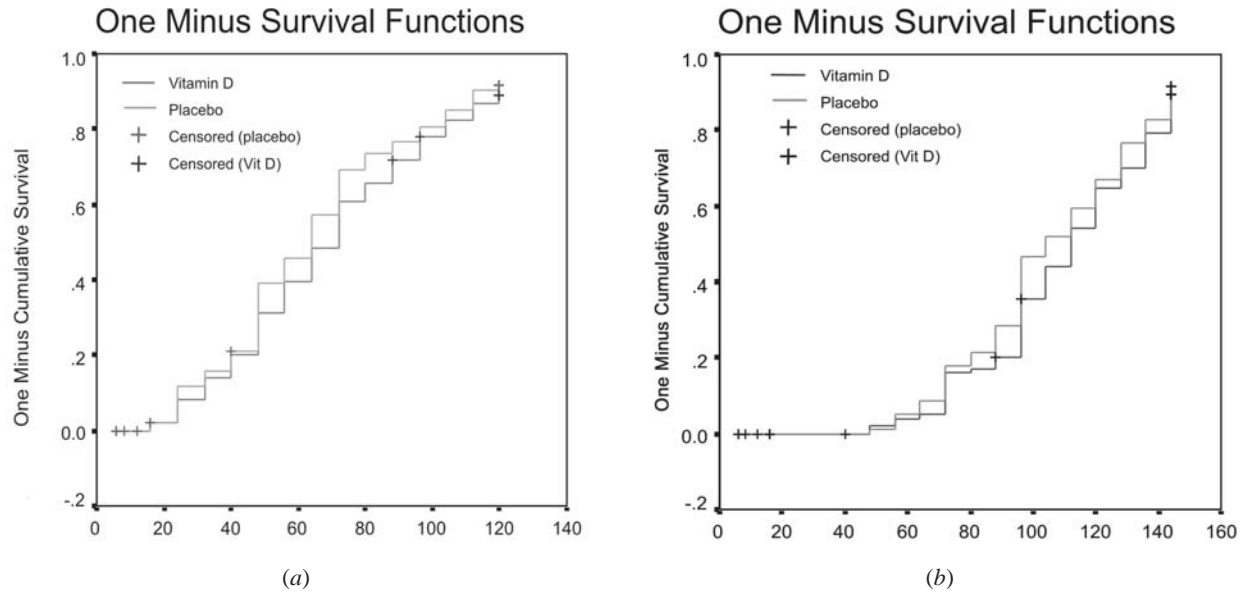 One Minus Survival Functions
One Minus Cumulative Survival
1.0
.8
.6
.4
.2
0.0
-.2
Vitamin D
Placebo
Censored (placebo)
Censored (Vit D)
0 20 40 60 80 100 120 140
(a)
One Minus Survival Functions
One Minus Cumulative Survival
1.0
.8
.6
.4
.2
0.0
-.2
Vitamin D
Placebo
Censored (placebo)
Censored (Vit D)
0 20 40 60 80 100 120 140 160
(b)